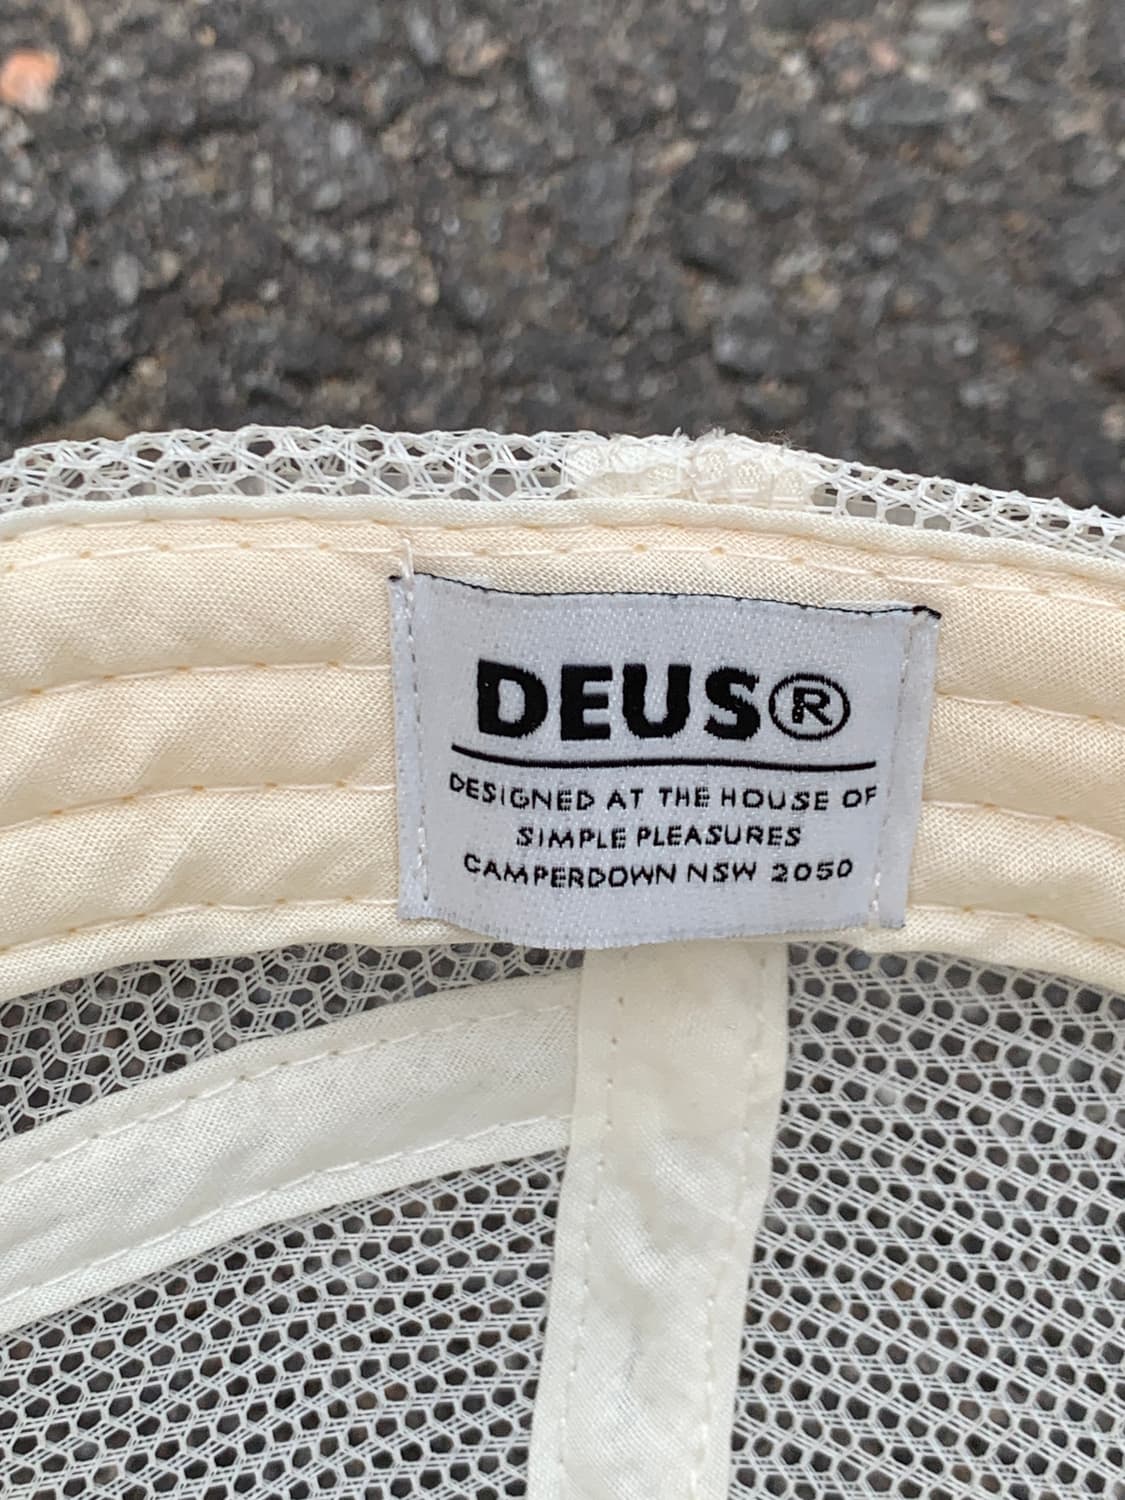 DEUS®
DESIGNED AT THE HOUSE OF
SIMPLE PLEASURES
CAMPERDOWN NSW 2050